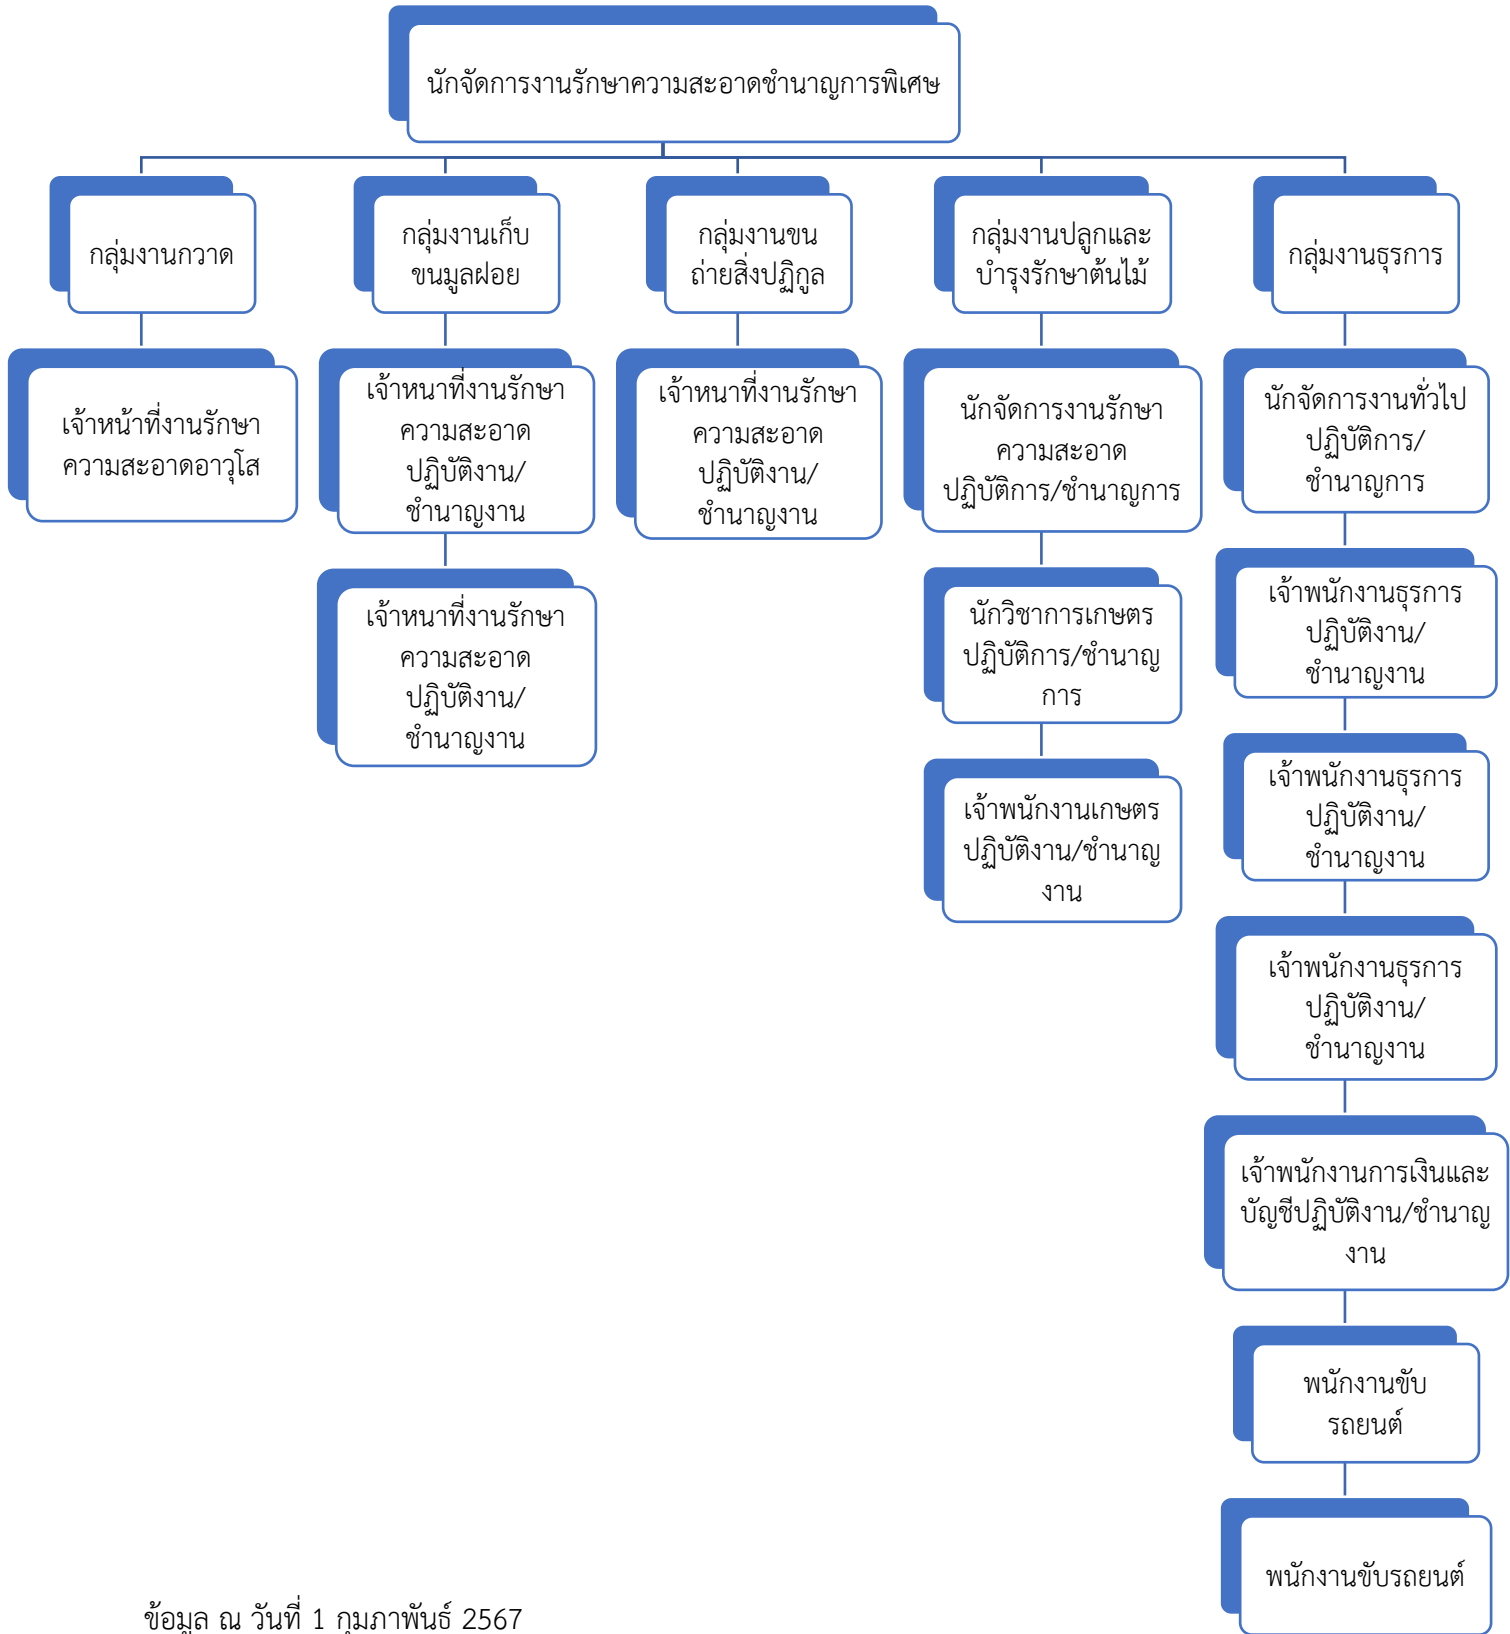 นักจัดการงานรักษาความสะอาดชำนาญการพิเศษ
กลุ่มงานกวาด
เจ้าหน้าที่งานรักษา
ความสะอาดอาวุโส
กลุ่มงานเก็บ
ขนมูลฝอย
เจ้าหนาที่งานรักษา
ความสะอาด
ปฏิบัติงาน/
ชำนาญงาน
เจ้าหนาที่งานรักษา
ความสะอาด
ปฏิบัติงาน/
ชำนาญงาน
กลุ่มงานขน
ถ่ายสิ่งปฏิกูล
เจ้าหนาที่งานรักษา
ความสะอาด
ปฏิบัติงาน/
ชำนาญงาน
กลุ่มงานปลูกและ
บำรุงรักษาต้นไม้
นักจัดการงานรักษา
ความสะอาด
ปฏิบัติการ/ชำนาญการ
นักวิชาการเกษตร
ปฏิบัติการ/ชำนาญ
การ
เจ้าพนักงานเกษตร
ปฏิบัติงาน/ชำนาญ
งาน
กลุ่มงานธุรการ
นักจัดการงานทั่วไป
ปฏิบัติการ/
ชำนาญการ
เจ้าพนักงานธุรการ
ปฏิบัติงาน/
ชำนาญงาน
เจ้าพนักงานธุรการ
ปฏิบัติงาน/
ชำนาญงาน
เจ้าพนักงานธุรการ
ปฏิบัติงาน/
ชำนาญงาน
เจ้าพนักงานการเงินและ
บัญชีปฏิบัติงาน/ชำนาญ
งาน
พนักงานขับ
รถยนต์
พนักงานขับรถยนต์
ข้อมูล ณ วันที่ 1 กุมภาพันธ์ 2567